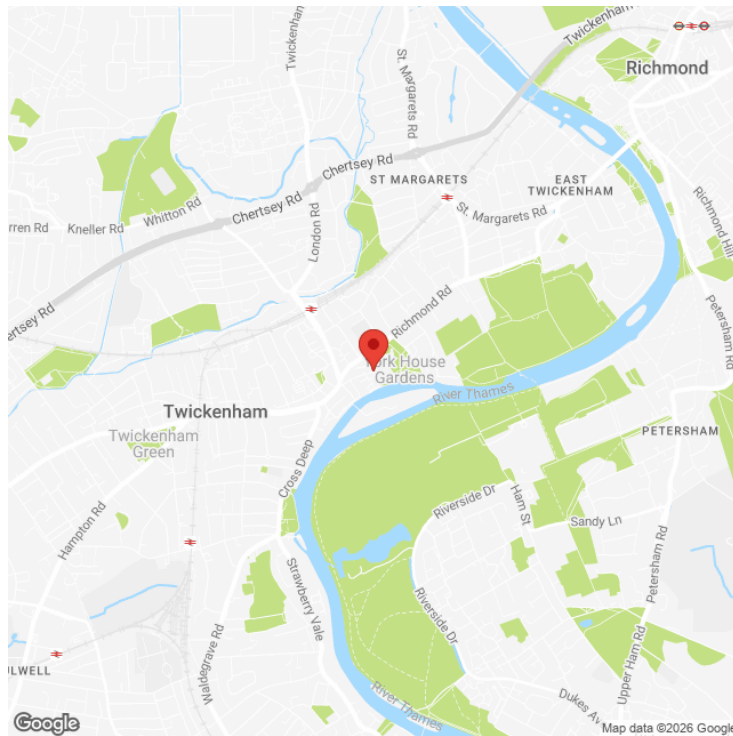 Twickenham
Richmond
St. Margarets Rd
Twickenham
Chertsey Rd
ST MARGARETS
EAST
TWICKENHAM
Whitton Rd
Kneller Rd
Chertsey Rd
London Rd
St. Margarets Rd
Richmond Hill
Petersham Rd
Richmond Rd
Gardens
River Thames
Twickenham
Twickenham
Green
Cross Deep
PETERSHAM
Hampton Rd
Riverside Dr
Ham St
Sandy Ln
Petersham Rd
Strawberry Vale
Riverside Dr
Waldegrave Rd
Upper Ham Rd
River Thames
Dukes Av
Google
Map data ©2026 Google